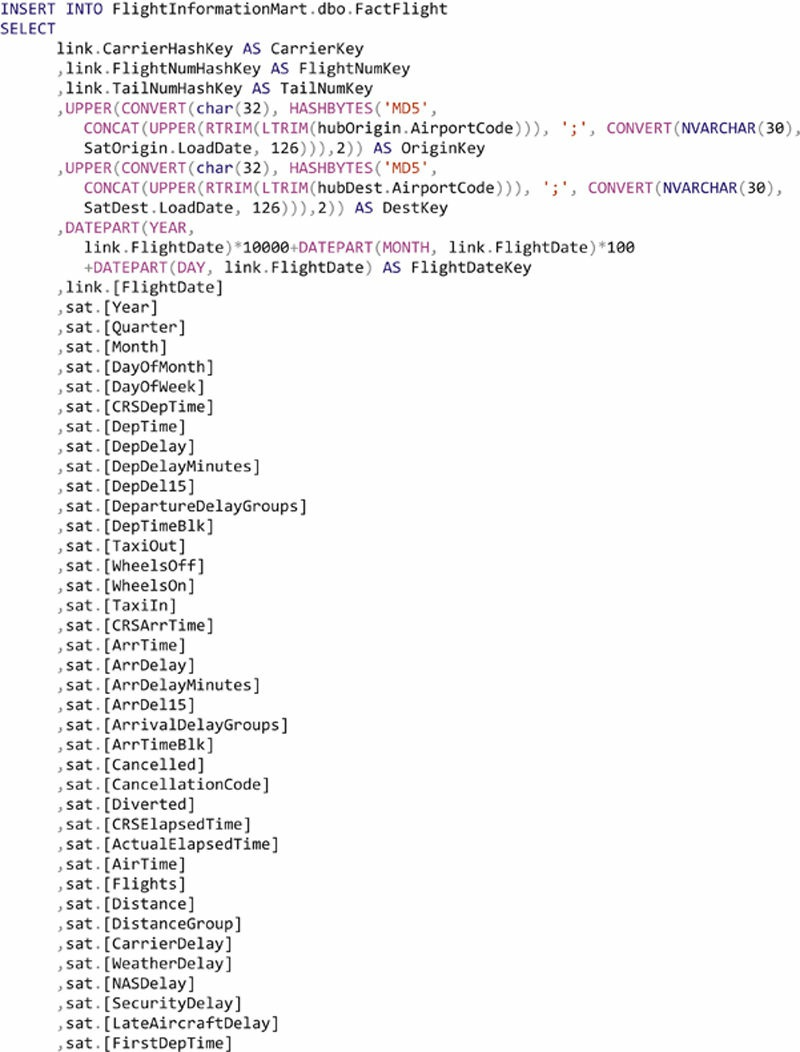 INSERT INTO FlightInformationMart.dbo.FactFlight
SELECT
link.CarrierHashKey AS CarrierKey
,link.FlightNumHashKey AS FlightNumKey
,link.TailNumHashKey AS TailNumKey
,UPPER(CONVERT(char(32), HASHBYTES('MD5',
CONCAT(UPPER(RTRIM(LTRIM(hubOrigin.AirportCode))), ';', CONVERT(NVARCHAR(30),
SatOrigin.LoadDate, 126))),2)) AS OriginKey
,UPPER(CONVERT(char(32), HASHBYTES('MD5',
CONCAT(UPPER(RTRIM(LTRIM(hubDest.AirportCode))), ';', CONVERT(NVARCHAR(30),
SatDest.LoadDate, 126))),2)) AS DestKey
,DATEPART(YEAR,
link.FlightDate)*10000+DATEPART(MONTH, link.FlightDate)*100
+DATEPART(DAY, link.FlightDate) AS FlightDateKey
,link.[FlightDate]
,sat.[Year]
,sat.[Quarter]
,sat.[Month]
,sat.[DayOfMonth]
,sat.[DayOfWeek]
,sat.[CRSDepTime]
,sat.[DepTime]
,sat.[DepDelay]
,sat.[DepDelayMinutes]
,sat.[DepDel15]
,sat.[DepartureDelayGroups]
,sat.[DepTimeBlk]
,sat.[TaxiOut]
,sat.[WheelsOff]
,sat.[WheelsOn]
,sat.[TaxiIn]
,sat.[CRSArrTime]
,sat.[ArrTime]
,sat.[ArrDelay]
,sat.[ArrDelayMinutes]
,sat.[ArrDel15]
,sat.[ArrivalDelayGroups]
,sat.[ArrTimeBlk]
,sat.[Cancelled]
,sat.[CancellationCode]
,sat.[Diverted]
,sat.[CRSElapsedTime]
,sat.[ActualElapsedTime]
,sat.[AirTime]
,sat.[Flights]
,sat.[Distance]
,sat.[DistanceGroup]
,sat.[CarrierDelay]
,sat.[WeatherDelay]
,sat.[NASDelay]
,sat.[SecurityDelay]
,sat.[LateAircraftDelay]
,sat.[FirstDepTime]